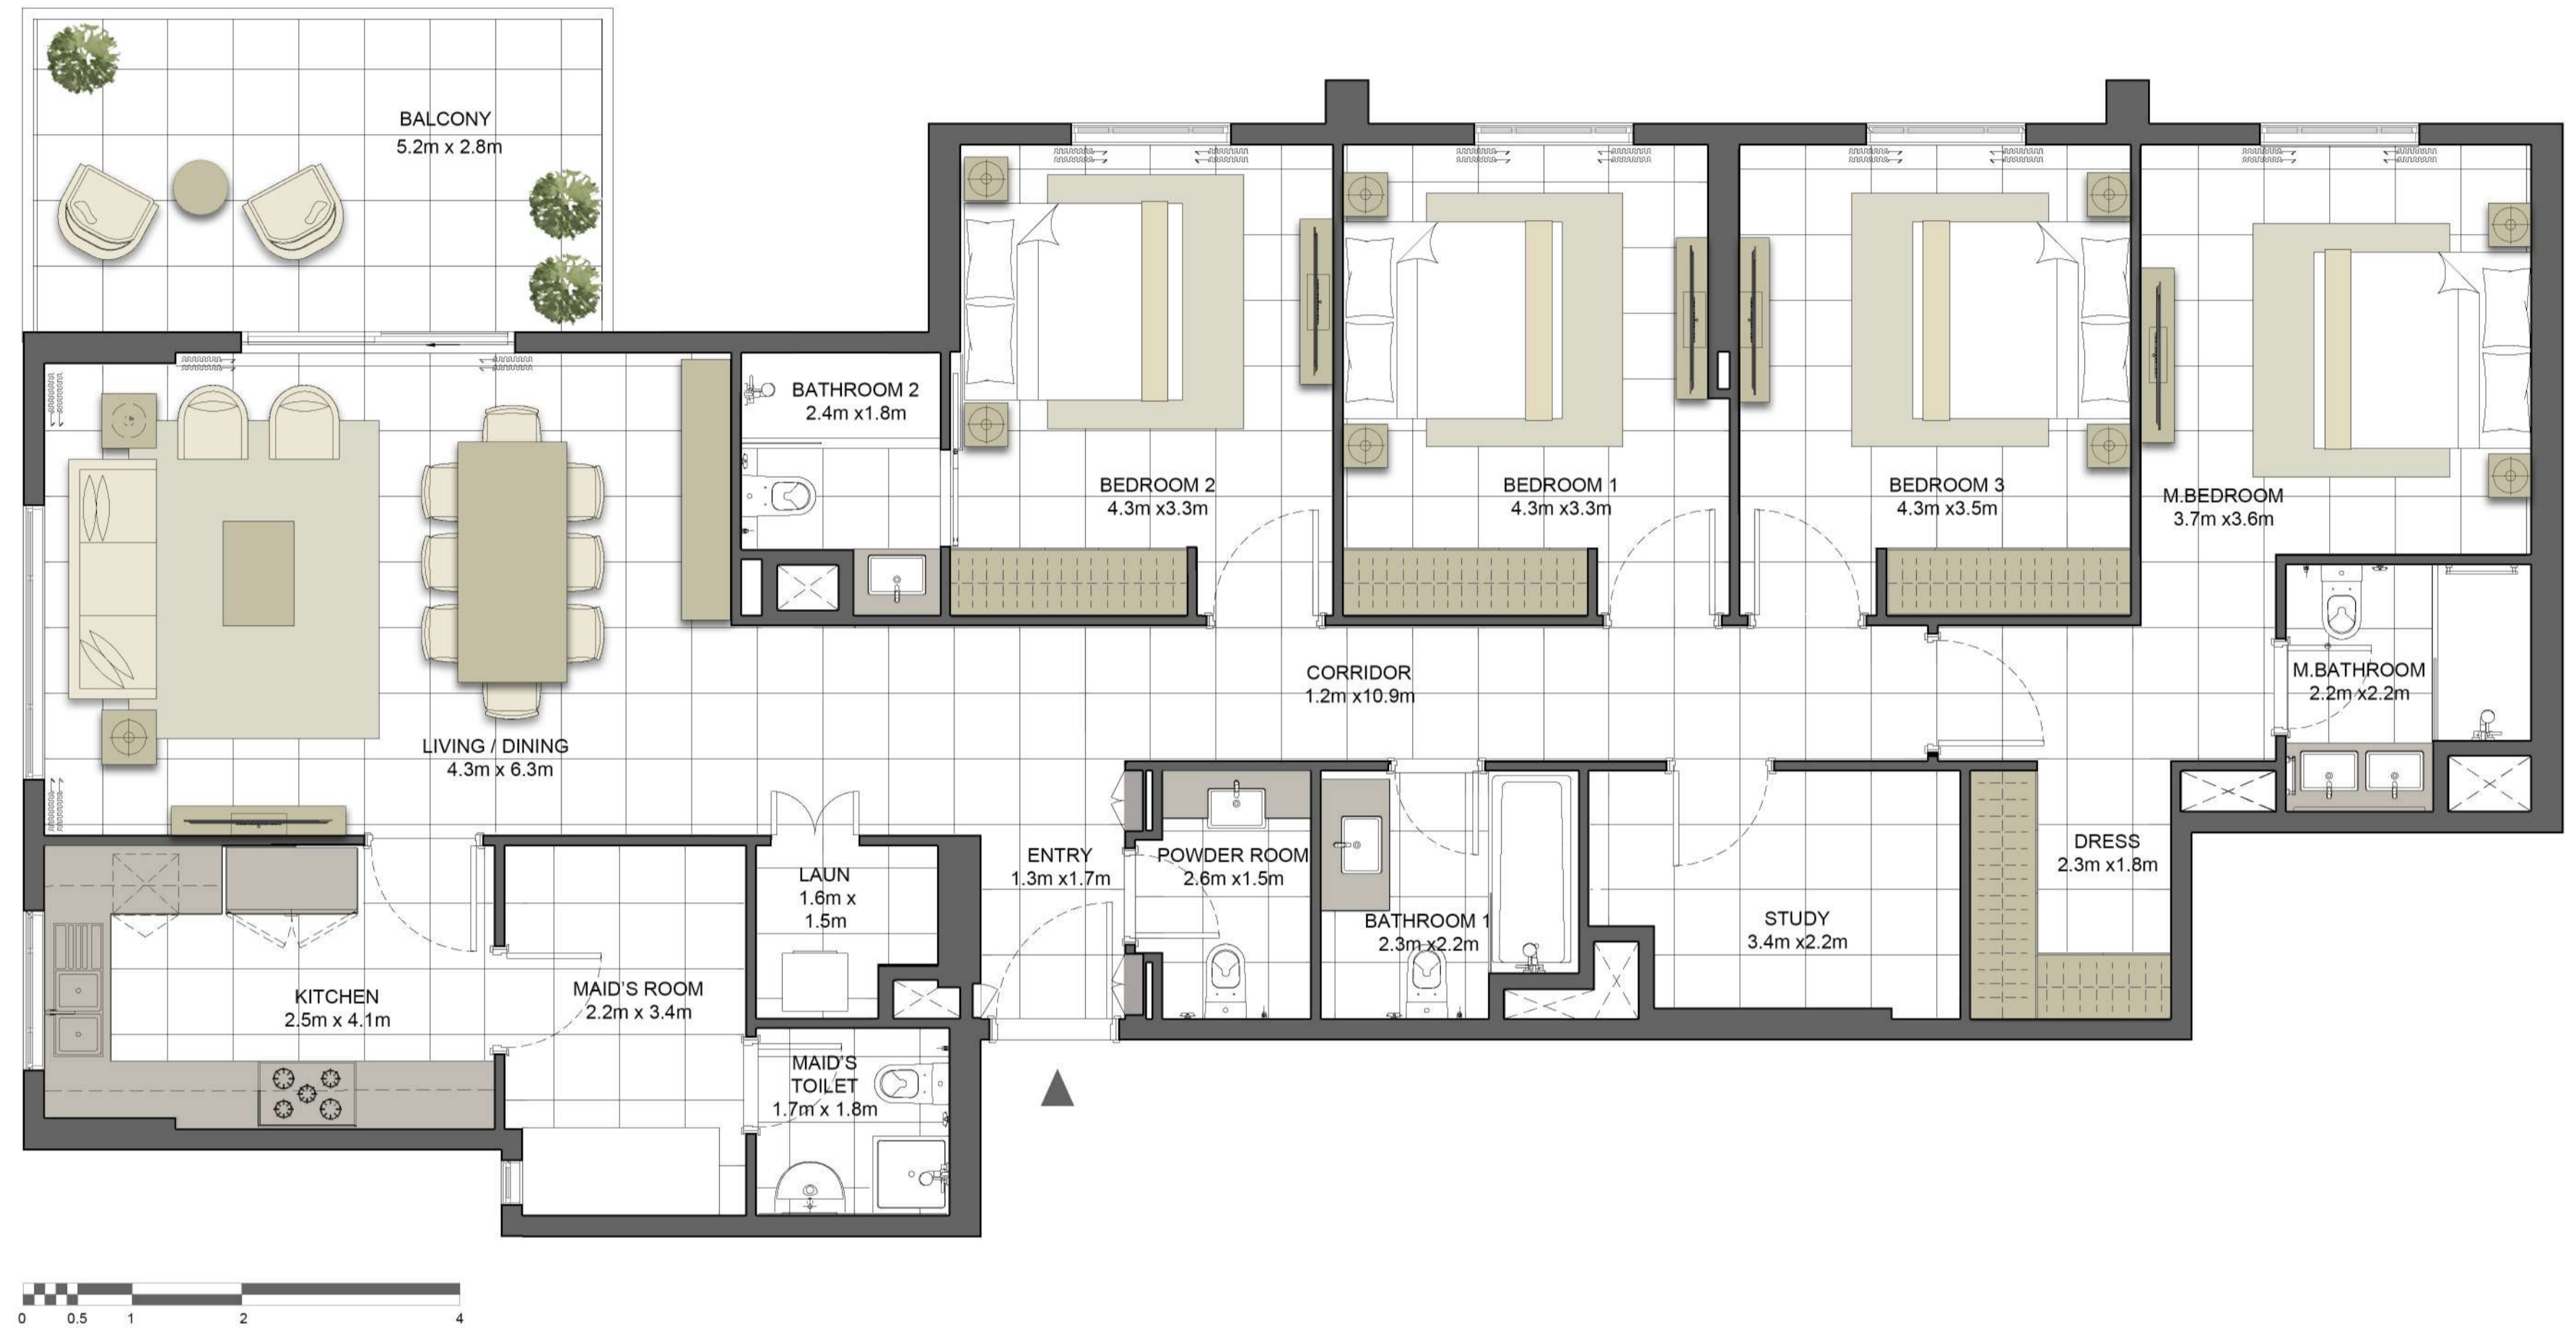 BALCONY
5.2m x 2.8m
BATHROOM 2
2.4m x1.8m
BEDROOM 2
4.3m x3.3m
BEDROOM 1
4.3m x3.3m
BEDROOM 3
4.3m x3.5m
M.BEDROOM
3.7m x3.6m
CORRIDOR
1.2m x10.9m
M.BATHROOM
2.2m x2.2m
LIVING / DINING
4.3m x 6.3m
LAUN
1.6m x
1.5m
ENTRY
1.3m x1.7m
POWDER ROOM
2.6m x1.5m
BATHROOM 1
2.3m x2.2m
STUDY
3.4m x2.2m
DRESS
2.3m x1.8m
KITCHEN
2.5m x 4.1m
MAID'S ROOM
2.2m x 3.4m
MAID'S
TOILET
1.7m x 1.8m
0 0.5 1 2 4